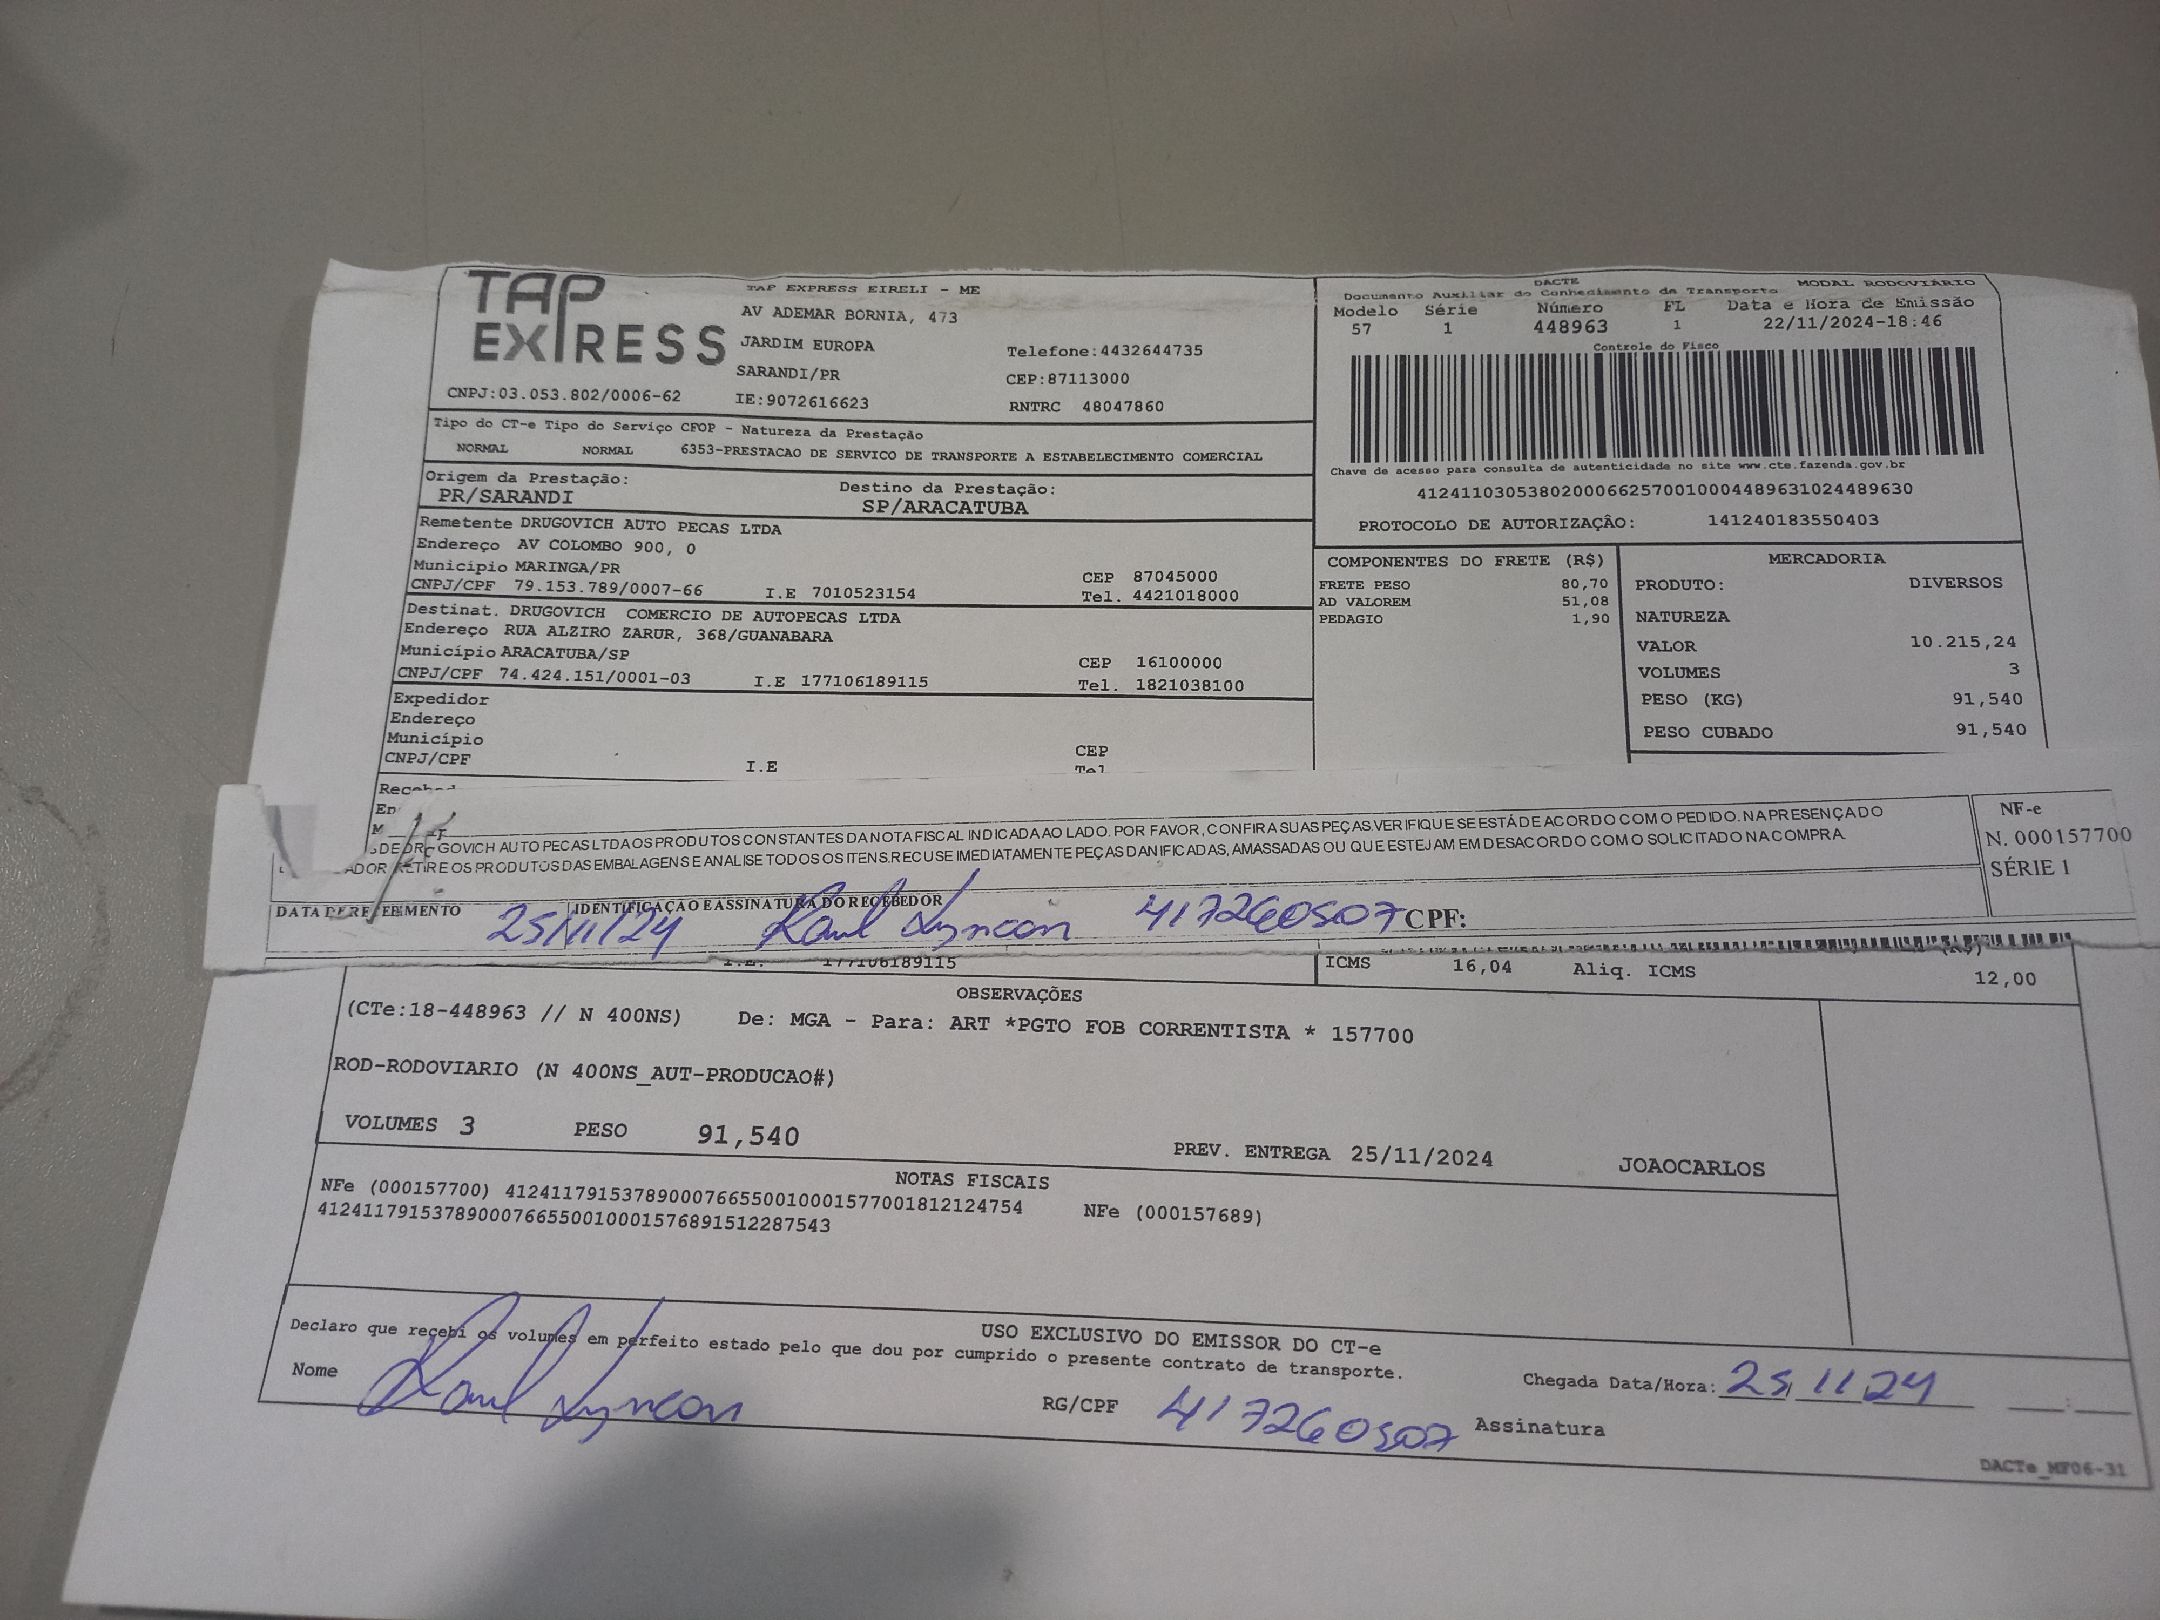 TAP
EXPRESS
CNPJ:03.053.802/0006-62
TAP EXPRESS EIRELI - ME
AV ADEMAR BORNIA, 473
JARDIM EUROPA
SARANDI/PR
IE:9072616623
Telefone:4432644735
CEP:87113000
RNTRC 48047860
DACTE MODAL RODOVIÁRIO
Documento Auxiliar do Conhecimento de Transporte
Modelo Série Número FL Data e Hora de Emissão
57 1 448963 1 22/11/2024-18:46
Controle do Fisco
Chave de acesso para consulta de autenticidade no site www.cte.fazenda.gov.br
41241103053802000662570010004489631024489630
PROTOCOLO DE AUTORIZAÇÃO: 141240183550403
Tipo do CT-e Tipo do Serviço CFOP - Natureza da Prestação
NORMAL NORMAL 6353-PRESTACAO DE SERVICO DE TRANSPORTE A ESTABELECIMENTO COMERCIAL
Origem da Prestação: Destino da Prestação:
PR/SARANDI SP/ARACATUBA
Remetente DRUGOVICH AUTO PECAS LTDA
Endereço AV COLOMBO 900, 0
Município MARINGA/PR CEP 87045000
CNPJ/CPF 79.153.789/0007-66 I.E 7010523154 Tel. 4421018000
Destinat. DRUGOVICH COMERCIO DE AUTOPECAS LTDA
Endereço RUA ALZIRO ZARUR, 368/GUANABARA
Município ARACATUBA/SP CEP 16100000
CNPJ/CPF 74.424.151/0001-03 I.E 177106189115 Tel. 1821038100
Expedidor
Endereço
Município CEP
CNPJ/CPF I.E Tel
COMPONENTES DO FRETE (R$)
FRETE PESO 80,70
AD VALOREM 51,08
PEDAGIO 1,90
MERCADORIA
PRODUTO: DIVERSOS
NATUREZA
VALOR 10.215,24
VOLUMES 3
PESO (KG) 91,540
PESO CUBADO 91,540
GOVICH AUTO PECAS LTDA OS PRODUTOS CONSTANTES DA NOTA FISCAL INDICADA AO LADO. POR FAVOR, CONFIRA SUAS PEÇAS. VERIFIQUE SE ESTÁ DE ACORDO COM O PEDIDO. NA PRESENÇA DO
ADOR RETIRE OS PRODUTOS DAS EMBALAGENS E ANALISE TODOS OS ITENS. RECUSE IMEDIATAMENTE PEÇAS DANIFICADAS, AMASSADAS OU QUE ESTEJAM EM DESACORDO COM O SOLICITADO NA COMPRA.
NF-e
N. 000157700
SÉRIE 1
DATA DE RECEBIMENTO IDENTIFICAÇÃO E ASSINATURA DO RECEBEDOR
25/11/24 Raul Lyncon 417260507 CPF:
I.E. 177106189115
ICMS 16,04 Aliq. ICMS 12,00
OBSERVAÇÕES
(CTe:18-448963 // N 400NS) De: MGA - Para: ART *PGTO FOB CORRENTISTA * 157700
ROD-RODOVIARIO (N 400NS_AUT-PRODUCAO#)
VOLUMES 3 PESO 91,540 PREV. ENTREGA 25/11/2024 JOAOCARLOS
NOTAS FISCAIS
NFe (000157700) 41241179153789000766550010001577001812124754 NFe (000157689)
41241179153789000766550010001576891512287543
USO EXCLUSIVO DO EMISSOR DO CT-e
Declaro que recebi os volumes em perfeito estado pelo que dou por cumprido o presente contrato de transporte.
Nome Raul Lyncon RG/CPF 417260507 Assinatura
Chegada Data/Hora: 25 11 24 :
DACTe_MF06-31